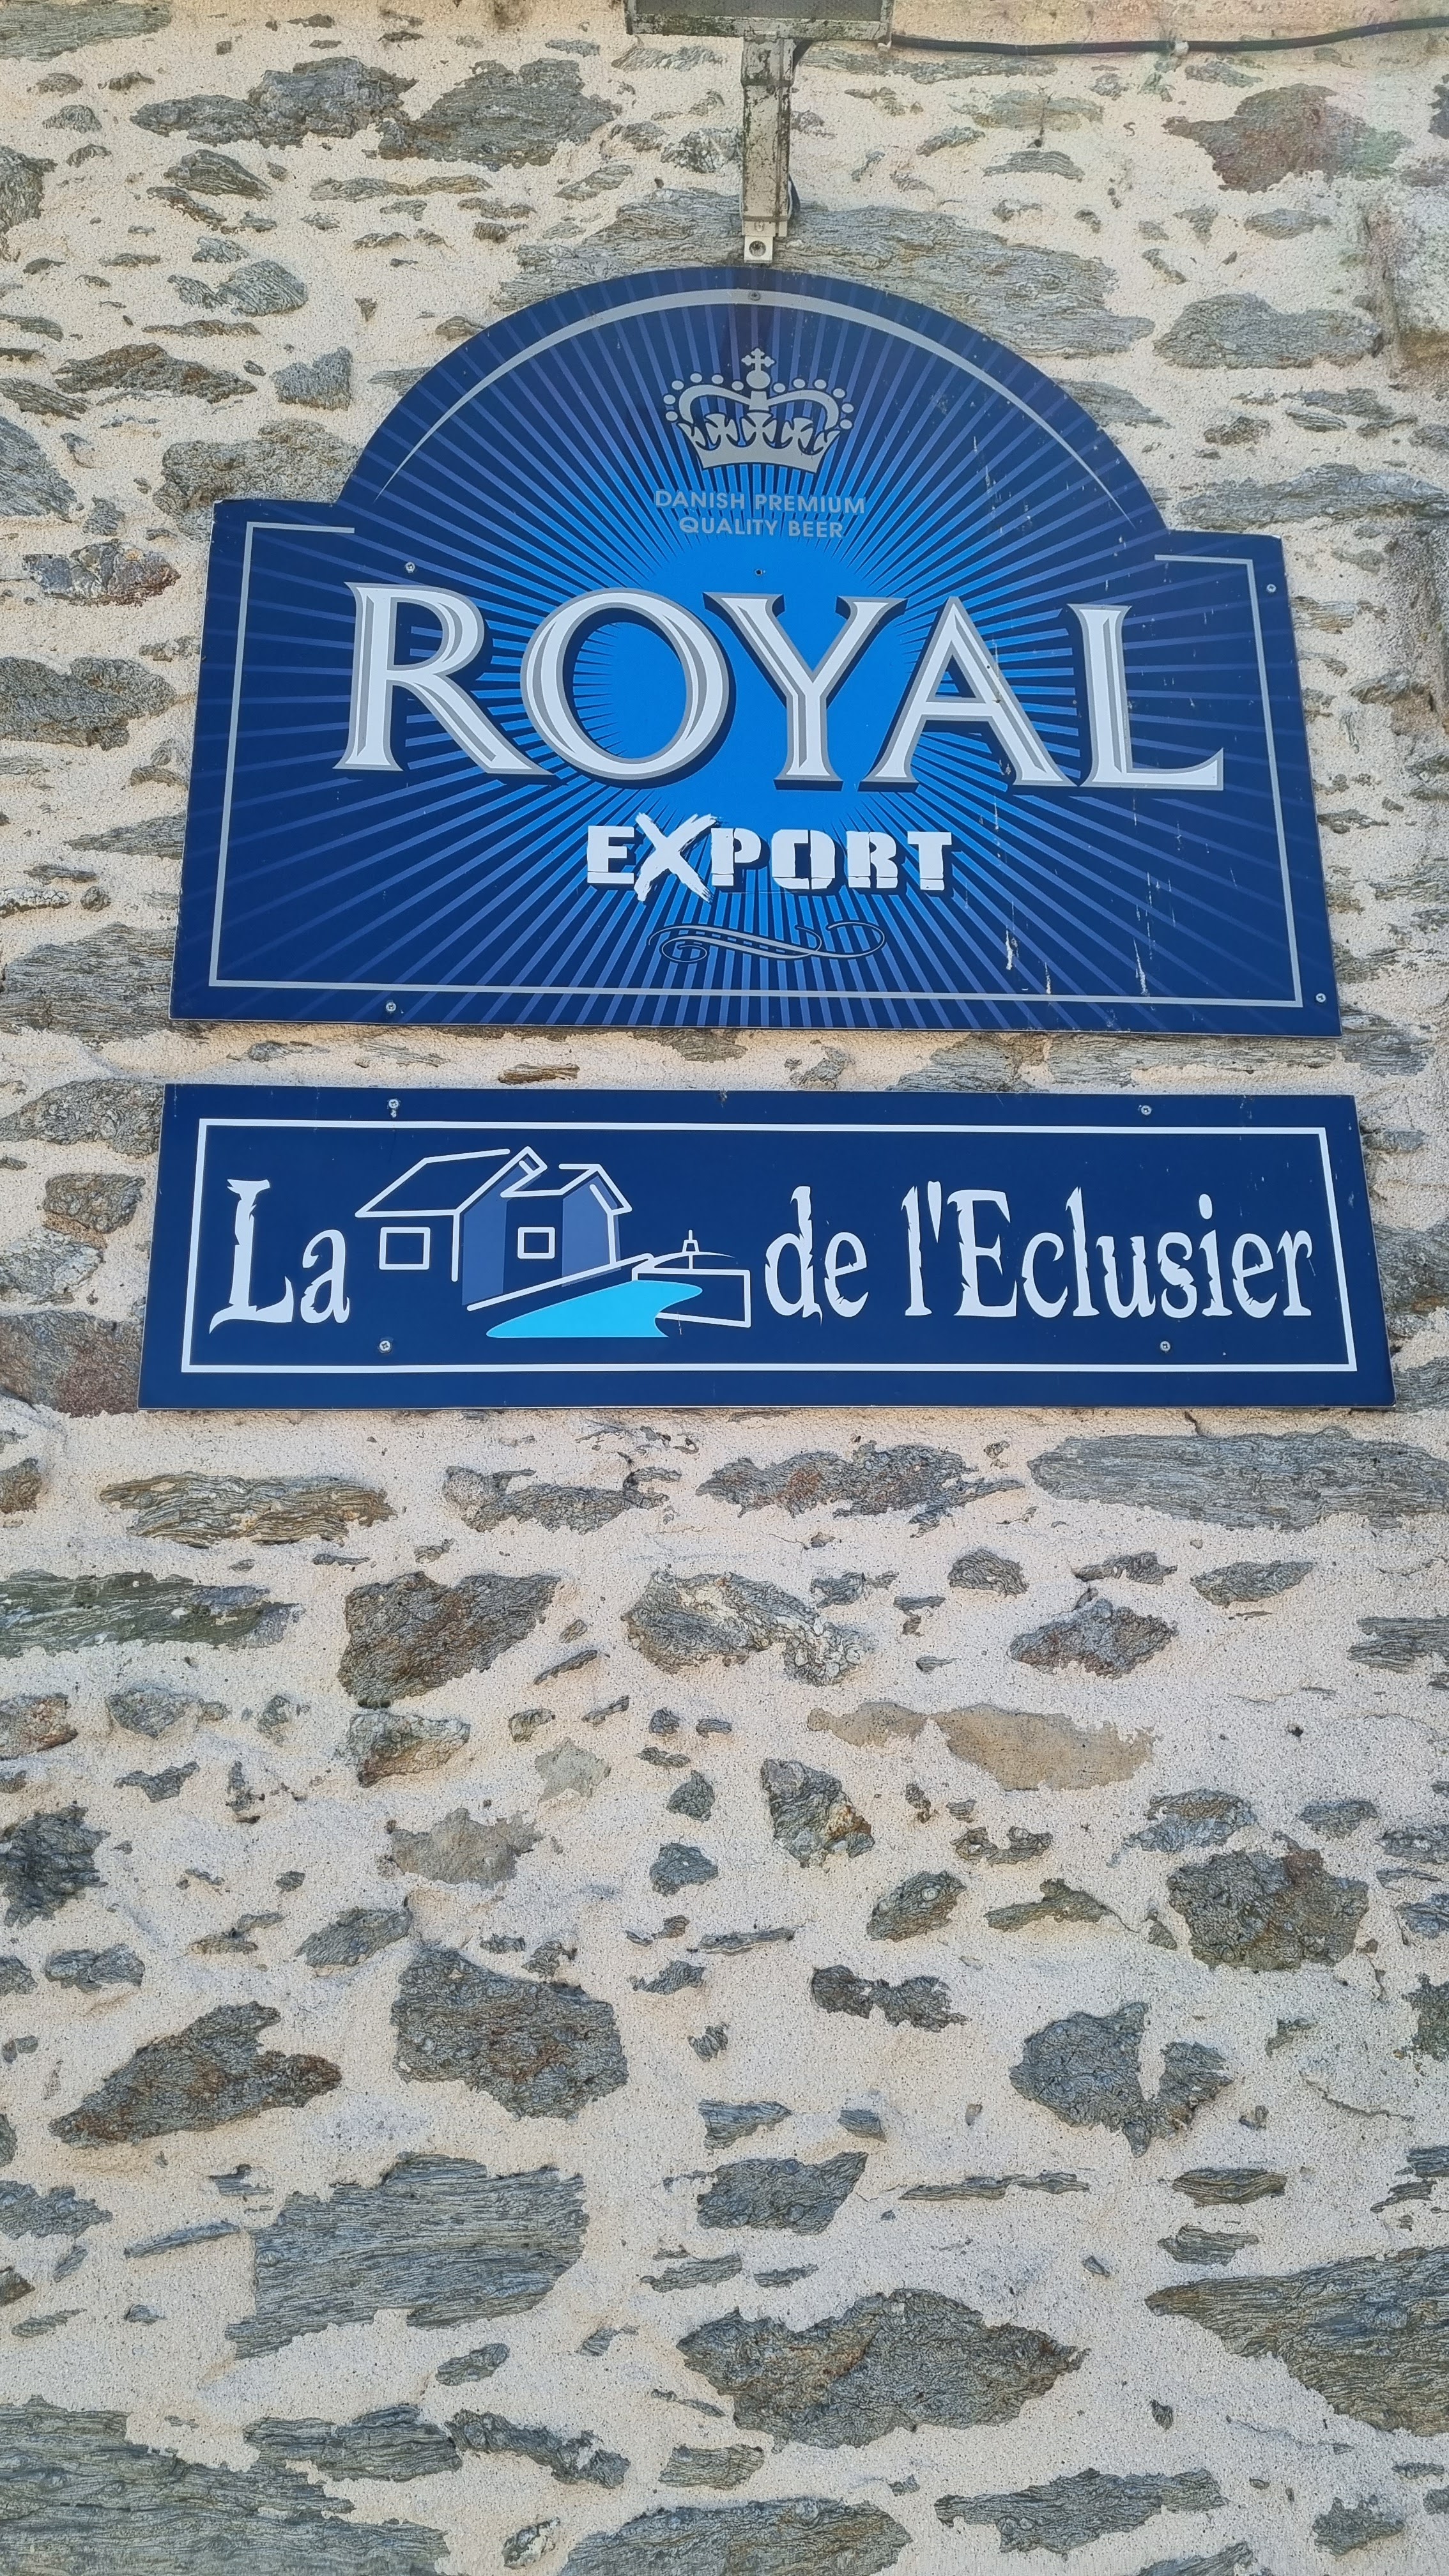 DANISH PREMIUM
QUALITY BEER
ROYAL
EXPORT
La de l'Eclusier